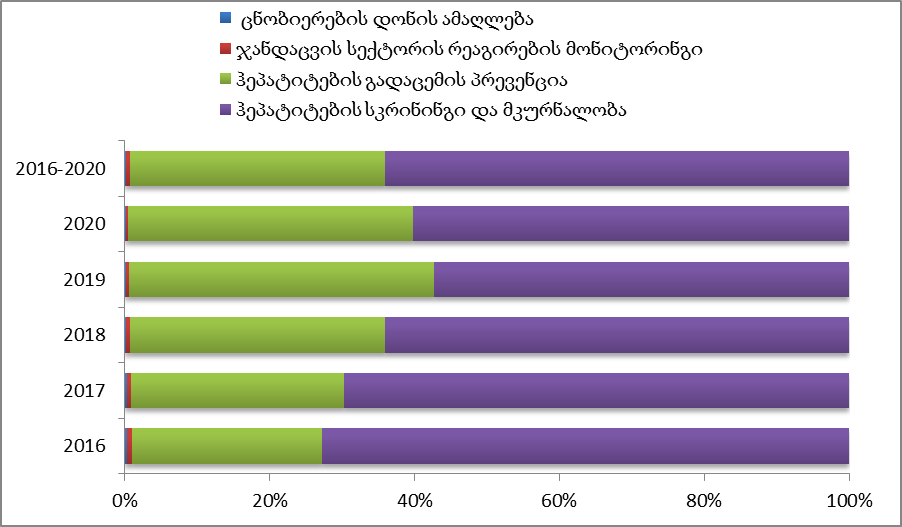 ცნობიერების დონის ამაღლება
ჯანდაცვის სექტორის რეაგირების მონიტორინგი
ჰეპატიტების გადაცემის პრევენცია
ჰეპატიტების სკრინინგი და მკურნალობა
2016-2020
2020
2019
2018
2017
2016
0% 20% 40% 60% 80% 100%